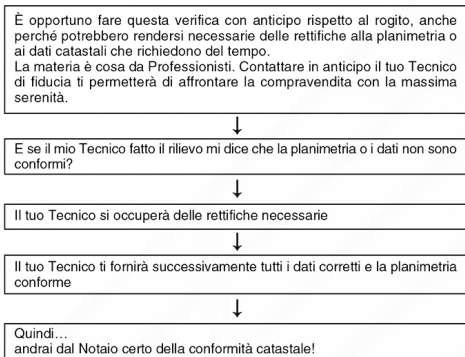 È opportuno fare questa verifica con anticipo rispetto al rogito, anche
perché potrebbero rendersi necessarie delle rettifiche alla planimetria o
ai dati catastali che richiedono del tempo.
La materia è cosa da Professionisti. Contattare in anticipo il tuo Tecnico
di fiducia ti permetterà di affrontare la compravendita con la massima
serenità.
E se il mio Tecnico fatto il rilievo mi dice che la planimetria o i dati non sono
conformi?
Il tuo Tecnico si occuperà delle rettifiche necessarie
Il tuo Tecnico ti fornirà successivamente tutti i dati corretti e la planimetria
conforme
Quindi…
andrai dal Notaio certo della conformità catastale!